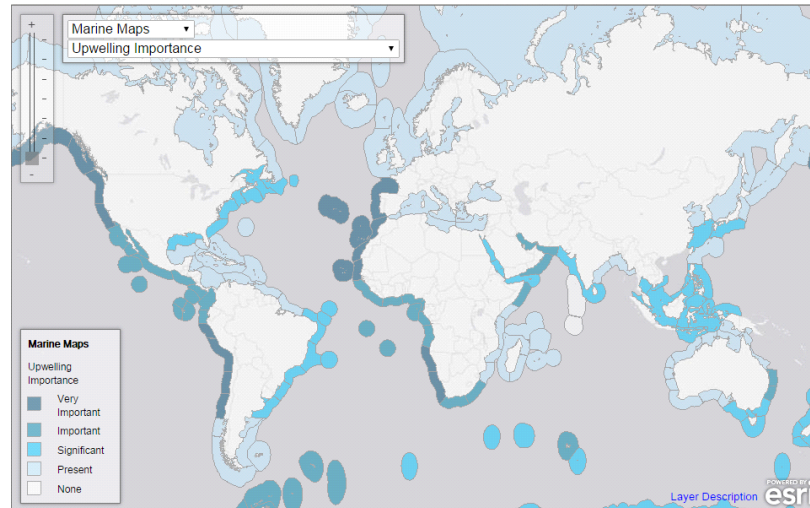 +
Marine Maps
Upwelling Importance
-
Marine Maps
Upwelling
Importance
Very
Important
Important
Significant
Present
None
Layer Description
POWERED BY
esri